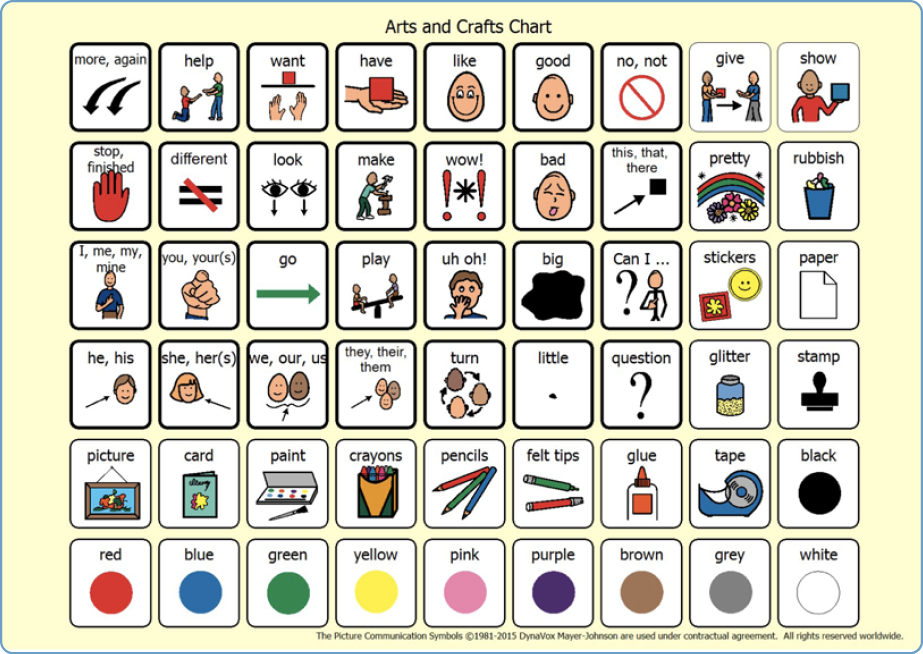 Arts and Crafts Chart
more, again
help
want
have
like
good
no, not
give
show
stop,
finished
different
look
make
wow!
bad
this, that,
there
pretty
rubbish
I, me, my,
mine
you, your(s)
go
play
uh oh!
big
Can I ...
stickers
paper
he, his
she, her(s)
we, our, us
they, their,
them
turn
little
question
glitter
stamp
picture
card
paint
crayons
pencils
felt tips
glue
tape
black
red
blue
green
yellow
pink
purple
brown
grey
white
The Picture Communication Symbols ©1981-2015 DynaVox Mayer-Johnson are used under contractual agreement. All rights reserved worldwide.